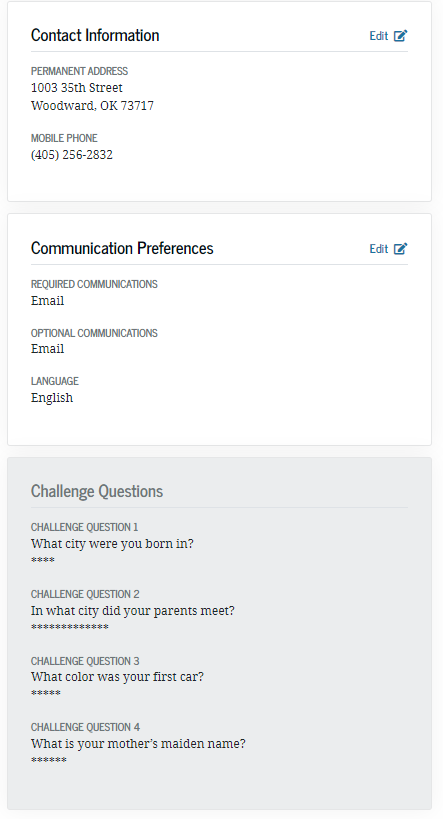 Contact Information Edit
PERMANENT ADDRESS
1003 35th Street
Woodward, OK 73717
MOBILE PHONE
(405) 256-2832
Communication Preferences Edit
REQUIRED COMMUNICATIONS
Email
OPTIONAL COMMUNICATIONS
Email
LANGUAGE
English
Challenge Questions
CHALLENGE QUESTION 1
What city were you born in?
****
CHALLENGE QUESTION 2
In what city did your parents meet?
*************
CHALLENGE QUESTION 3
What color was your first car?
*****
CHALLENGE QUESTION 4
What is your mother's maiden name?
******